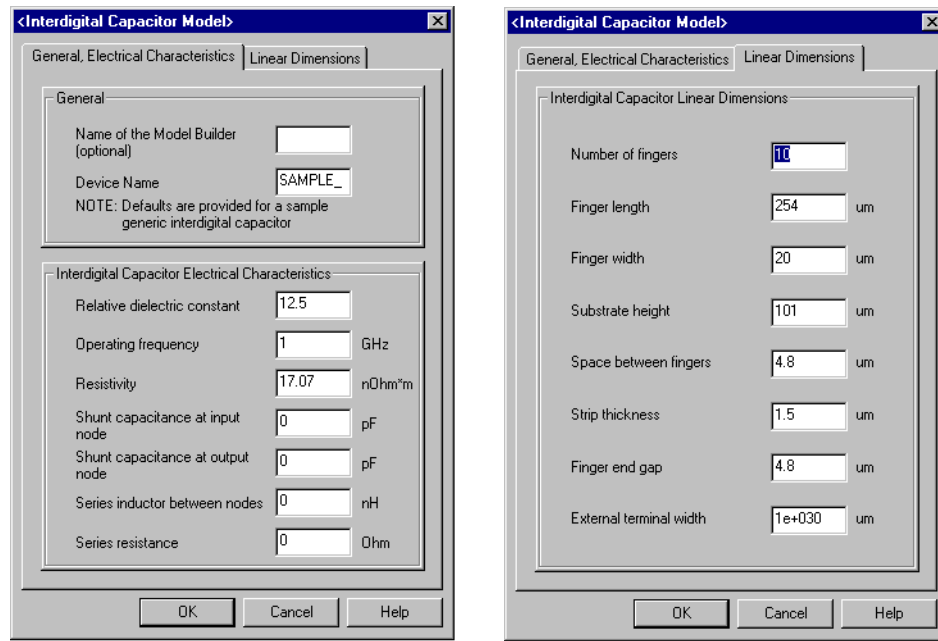 <Interdigital Capacitor Model>
General, Electrical Characteristics
Linear Dimensions
General
Name of the Model Builder
(optional)
Device Name
SAMPLE_
NOTE: Defaults are provided for a sample
generic interdigital capacitor
Interdigital Capacitor Electrical Characteristics
Relative dielectric constant
12.5
Operating frequency
1
GHz
Resistivity
17.07
nOhm*m
Shunt capacitance at input
node
0
pF
Shunt capacitance at output
node
0
pF
Series inductor between nodes
0
nH
Series resistance
0
Ohm
OK
Cancel
Help
<Interdigital Capacitor Model>
General, Electrical Characteristics
Linear Dimensions
Interdigital Capacitor Linear Dimensions
Number of fingers
10
Finger length
254
um
Finger width
20
um
Substrate height
101
um
Space between fingers
4.8
um
Strip thickness
1.5
um
Finger end gap
4.8
um
External terminal width
1e+030
um
OK
Cancel
Help